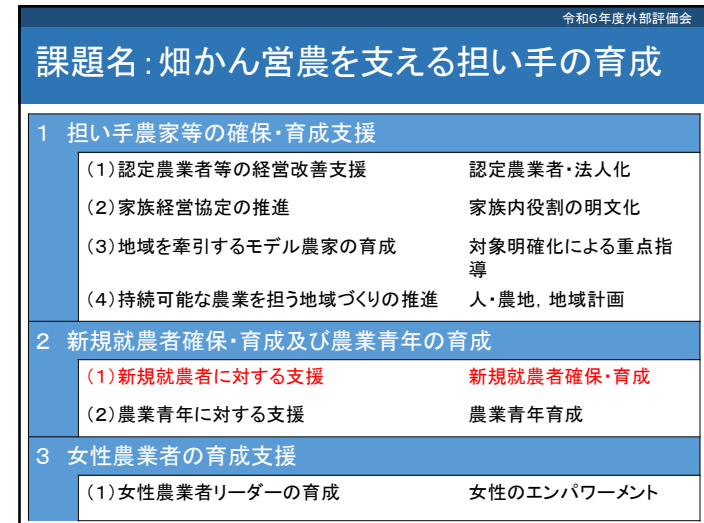 令和6年度外部評価会
課題名：畑かん営農を支える担い手の育成
1 担い手農家等の確保・育成支援
（1）認定農業者等の経営改善支援 認定農業者・法人化
（2）家族経営協定の推進 家族内役割の明文化
（3）地域を牽引するモデル農家の育成 対象明確化による重点指
導
（4）持続可能な農業を担う地域づくりの推進 人・農地，地域計画
2 新規就農者確保・育成及び農業青年の育成
（1）新規就農者に対する支援 新規就農者確保・育成
（2）農業青年に対する支援 農業青年育成
3 女性農業者の育成支援
（1）女性農業者リーダーの育成 女性のエンパワーメント